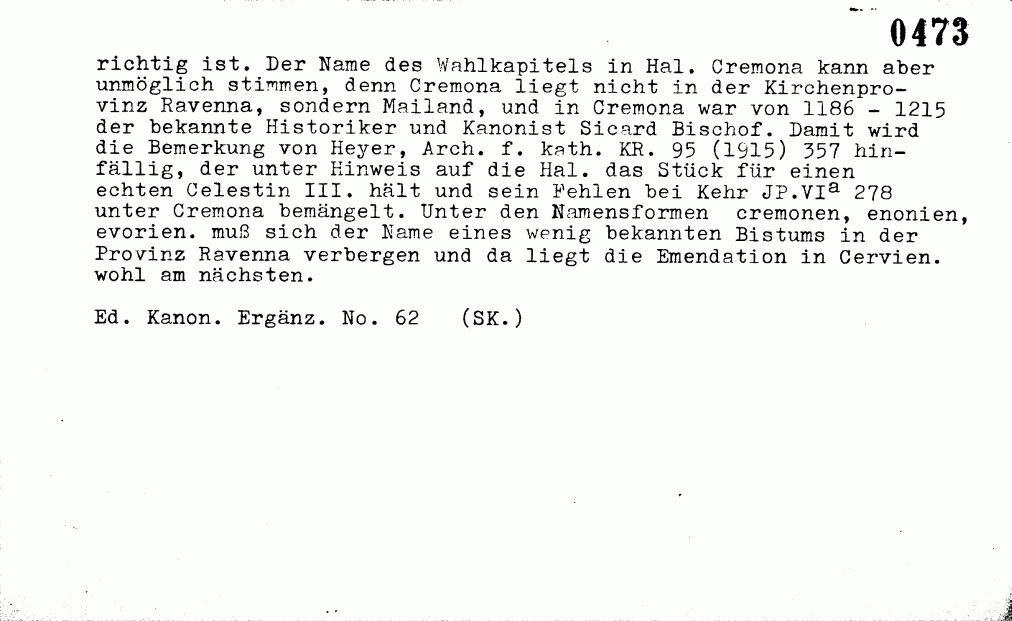 0473
richtig ist. Der Name des Wahlkapitels in Hal. Cremona kann aber
unmöglich stimmen, denn Cremona liegt nicht in der Kirchenpro-
vinz Ravenna, sondern Mailand, und in Cremona war von 1186 - 1215
der bekannte Historiker und Kanonist Sicard Bischof. Damit wird
die Bemerkung von Heyer, Arch. f. kath. KR. 95 (1915) 357 hin-
fällig, der unter Hinweis auf die Hal. das Stück für einen
echten Celestin III. hält und sein Fehlen bei Kehr JP.VIa 278
unter Cremona bemängelt. Unter den Namensformen cremonen, enonien,
evorien. muß sich der Name eines wenig bekannten Bistums in der
Provinz Ravenna verbergen und da liegt die Emendation in Cervien.
wohl am nächsten.
Ed. Kanon. Ergänz. No. 62 (SK.)